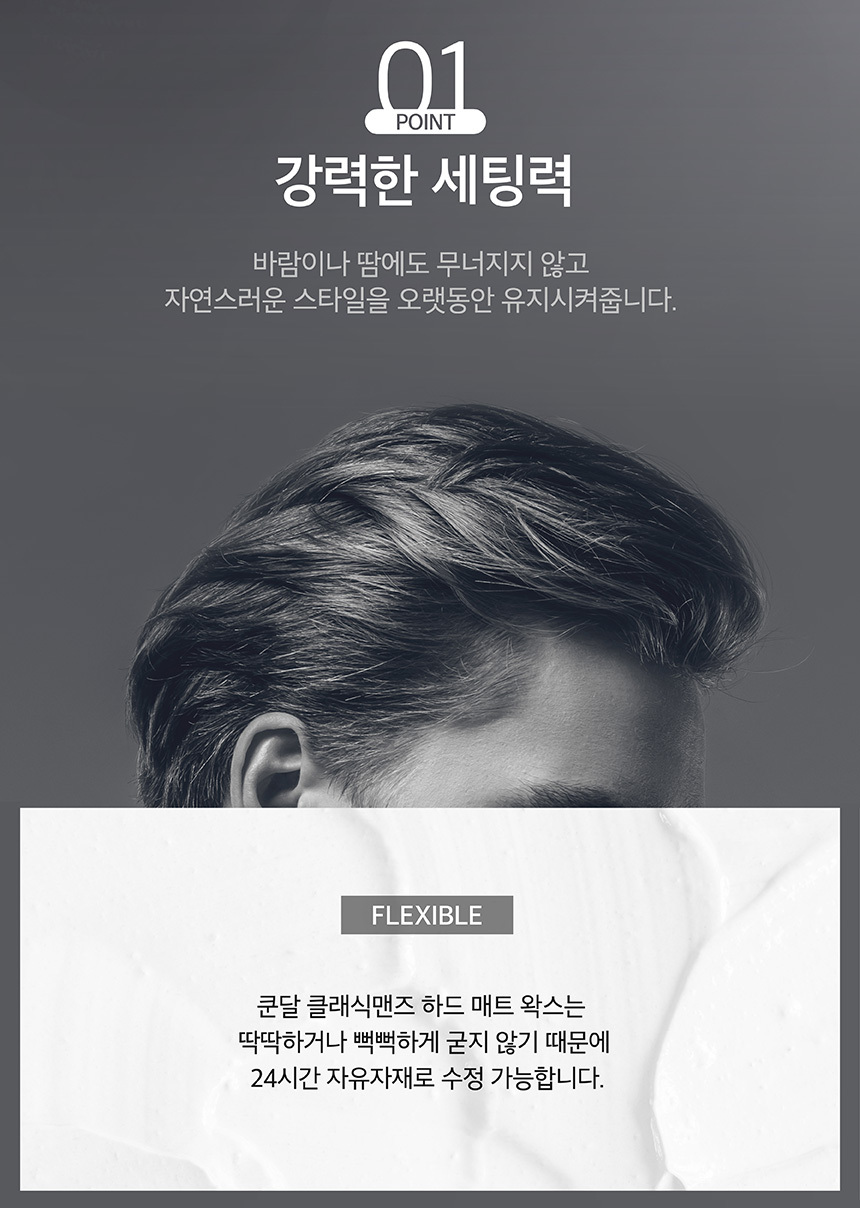 01
POINT
강력한 세팅력
바람이나 땀에도 무너지지 않고
자연스러운 스타일을 오랫동안 유지시켜줍니다.
FLEXIBLE
쿤달 클래식맨즈 하드 매트 왁스는
딱딱하거나 뻑뻑하게 굳지 않기 때문에
24시간 자유자재로 수정 가능합니다.